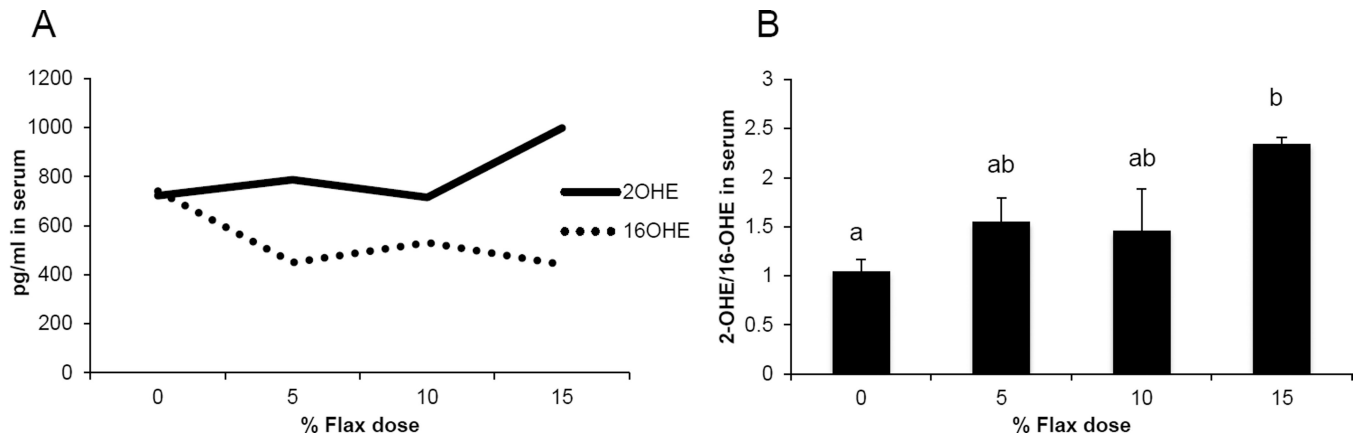 A
1200
1000
800
600
400
200
0
pg/ml in serum
0 5 10 15
% Flax dose
2OHE
16OHE
B
3
2.5
2
1.5
1
0.5
0
2-OHE/16-OHE in serum
a
ab
ab
b
0 5 10 15
% Flax dose